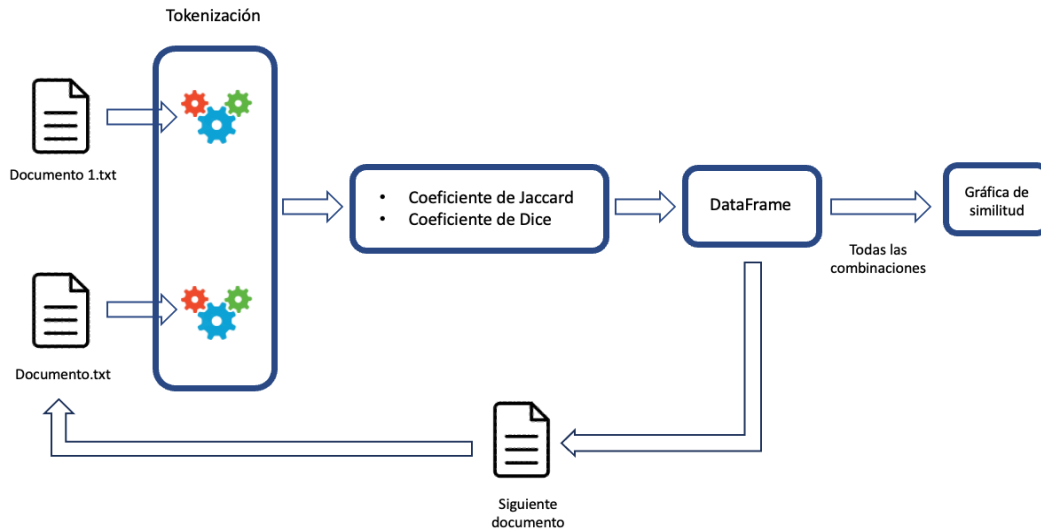 Tokenización
Documento 1.txt
Documento.txt
• Coeficiente de Jaccard
• Coeficiente de Dice
DataFrame
Todas las
combinaciones
Gráfica de
similitud
Siguiente
documento